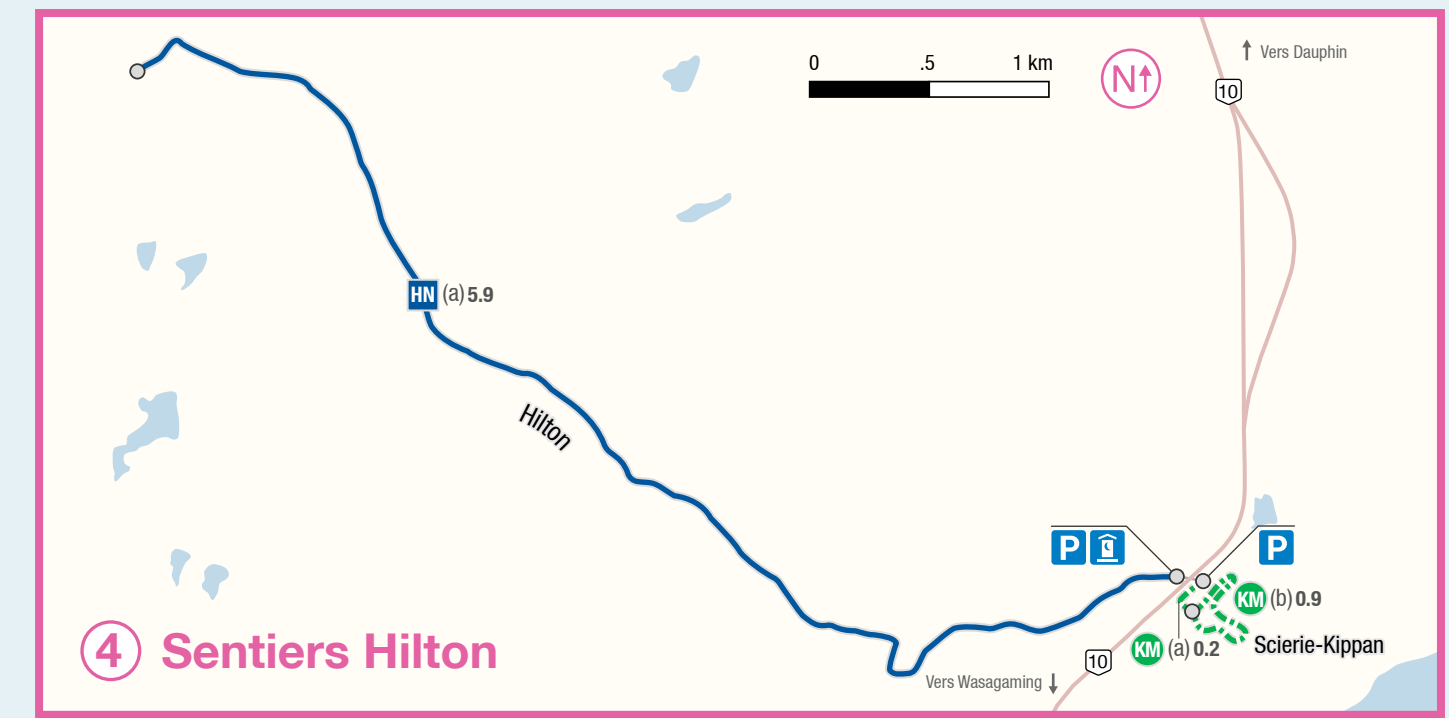 0 .5 1 km
N
Vers Dauphin
10
HN (a) 5.9
Hilton
P
P
KM (b) 0.9
KM (a) 0.2
Scierie-Kippan
10
Vers Wasagaming
4 Sentiers Hilton